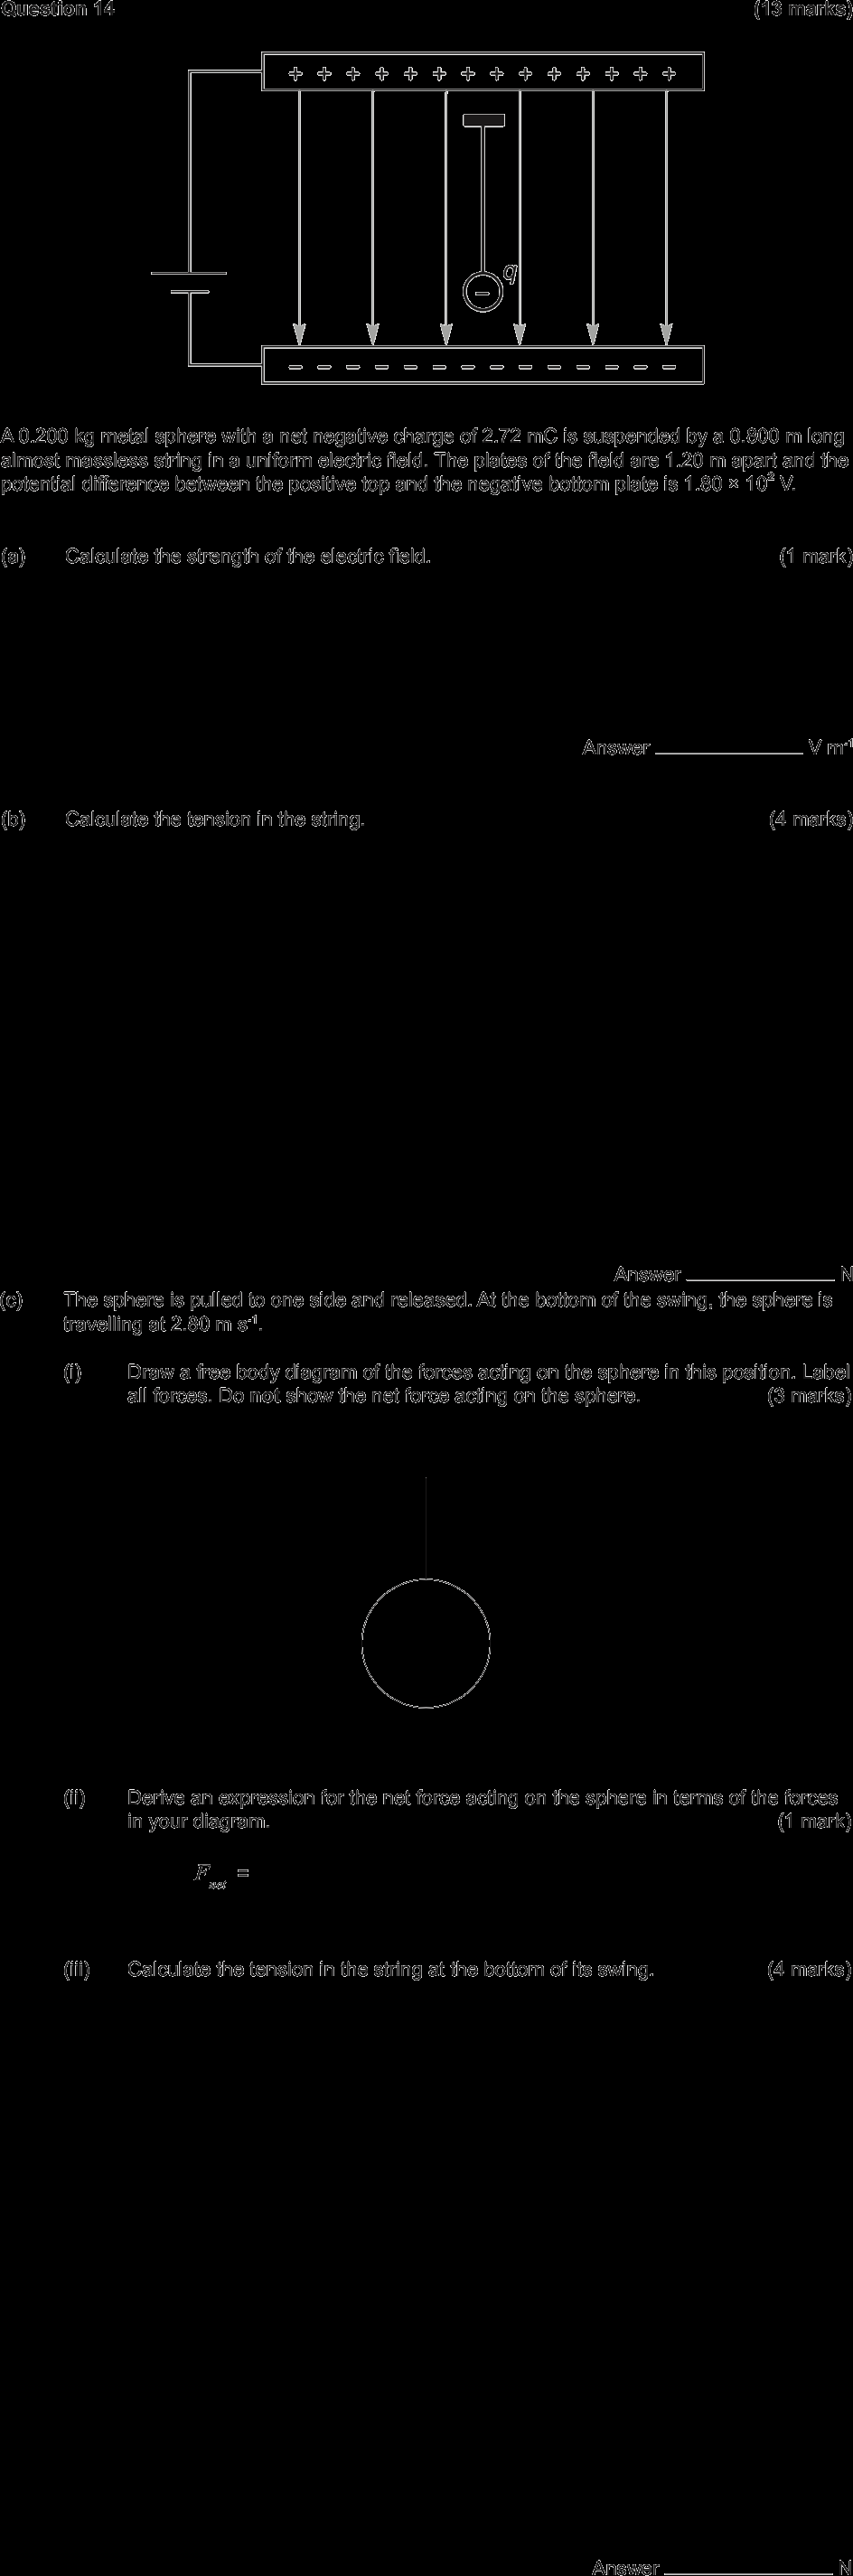 Question 14 (13 marks)
+ + + + + + + + + + + + + +
q
–
– – – – – – – – – – – – – –
A 0.200 kg metal sphere with a net negative charge of 2.72 mC is suspended by a 0.800 m long
almost massless string in a uniform electric field. The plates of the field are 1.20 m apart and the
potential difference between the positive top and the negative bottom plate is 1.80 × 10² V.
(a) Calculate the strength of the electric field. (1 mark)
Answer ______________ V m⁻¹
(b) Calculate the tension in the string. (4 marks)
Answer ______________ N
(c) The sphere is pulled to one side and released. At the bottom of the swing, the sphere is
travelling at 2.80 m s⁻¹.
(i) Draw a free body diagram of the forces acting on the sphere in this position. Label
all forces. Do not show the net force acting on the sphere. (3 marks)
(ii) Derive an expression for the net force acting on the sphere in terms of the forces
in your diagram. (1 mark)
F_net =
(iii) Calculate the tension in the string at the bottom of its swing. (4 marks)
Answer ________________ N